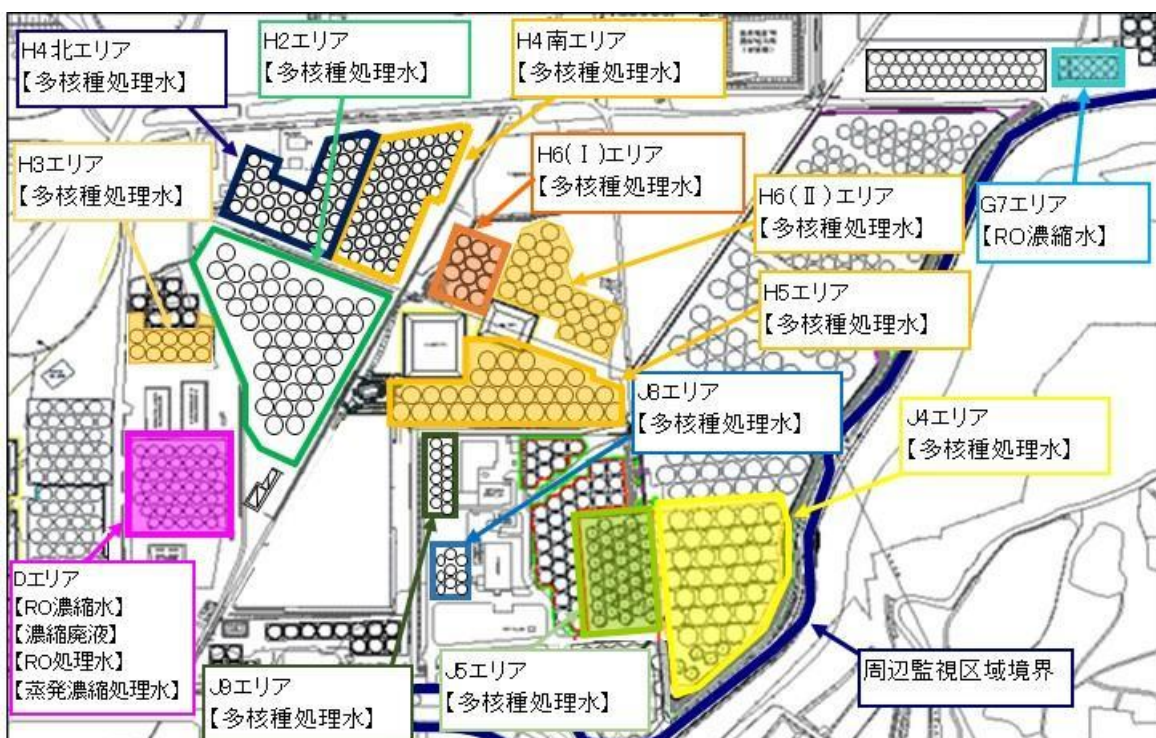 H4北エリア
【多核種処理水】
H2エリア
【多核種処理水】
H4南エリア
【多核種処理水】
H3エリア
【多核種処理水】
H6(Ⅰ)エリア
【多核種処理水】
H6(Ⅱ)エリア
【多核種処理水】
G7エリア
【RO濃縮水】
H5エリア
【多核種処理水】
J8エリア
【多核種処理水】
J4エリア
【多核種処理水】
Dエリア
【RO濃縮水】
【濃縮廃液】
【RO処理水】
【蒸発濃縮処理水】
J9エリア
【多核種処理水】
J5エリア
【多核種処理水】
周辺監視区域境界